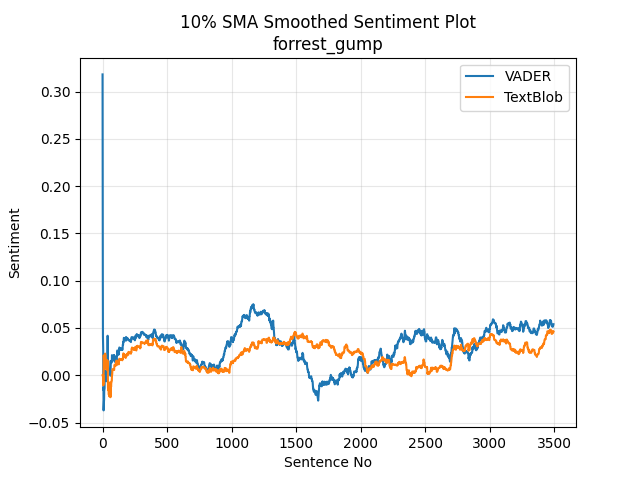 10% SMA Smoothed Sentiment Plot
forrest_gump
VADER
TextBlob
Sentiment
0.30
0.25
0.20
0.15
0.10
0.05
0.00
−0.05
0 500 1000 1500 2000 2500 3000 3500
Sentence No